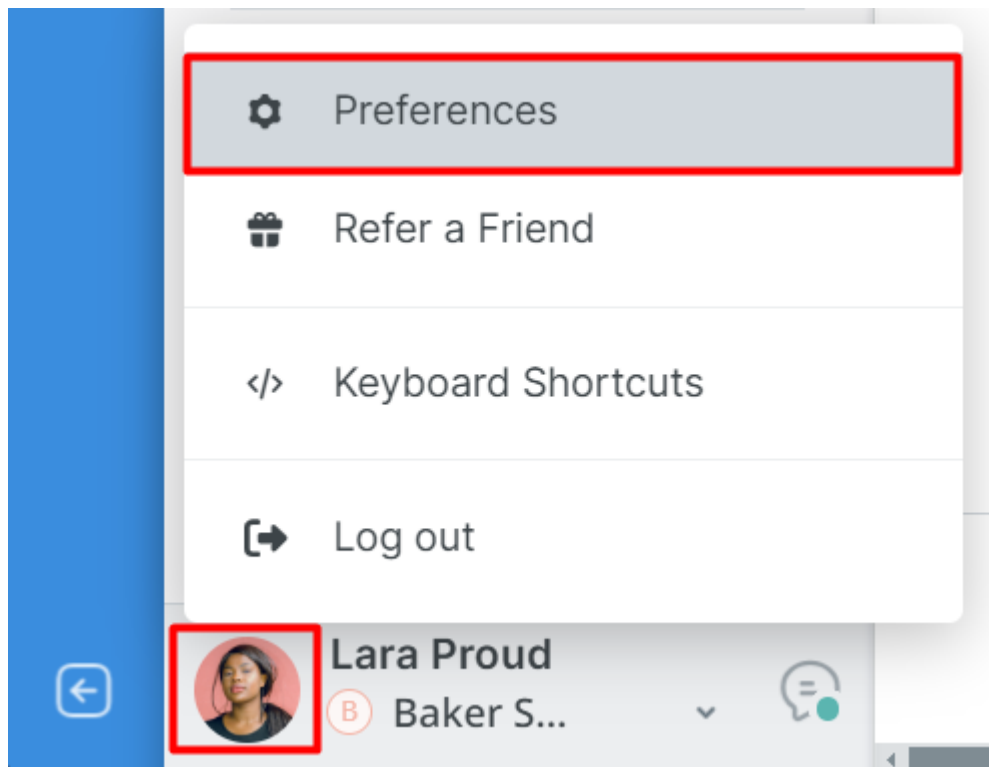 Preferences
Refer a Friend
Keyboard Shortcuts
Log out
Lara Proud
B Baker S...